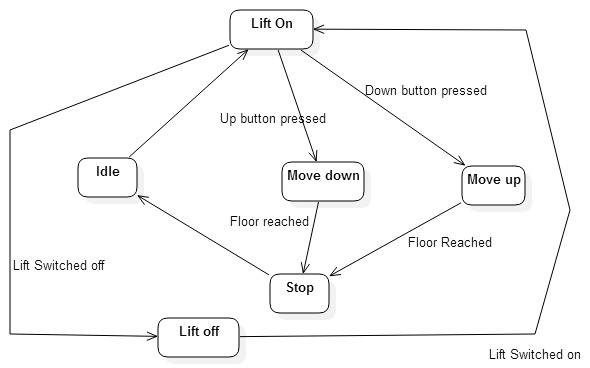 Lift On
Down button pressed
Up button pressed
Idle
Move down
Move up
Floor reached
Floor Reached
Lift Switched off
Stop
Lift off
Lift Switched on